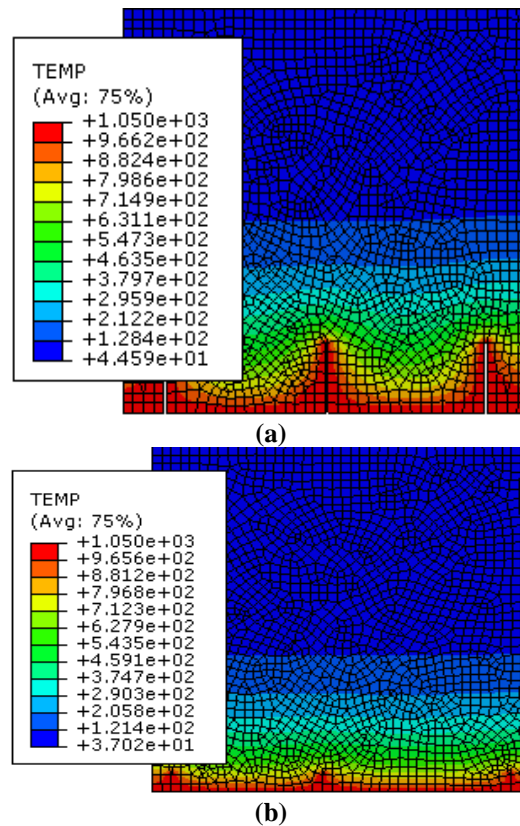 TEMP
(Avg: 75%)
+1.050e+03
+9.662e+02
+8.824e+02
+7.986e+02
+7.149e+02
+6.311e+02
+5.473e+02
+4.635e+02
+3.797e+02
+2.959e+02
+2.122e+02
+1.284e+02
+4.459e+01
(a)
TEMP
(Avg: 75%)
+1.050e+03
+9.656e+02
+8.812e+02
+7.968e+02
+7.123e+02
+6.279e+02
+5.435e+02
+4.591e+02
+3.747e+02
+2.903e+02
+2.058e+02
+1.214e+02
+3.702e+01
(b)